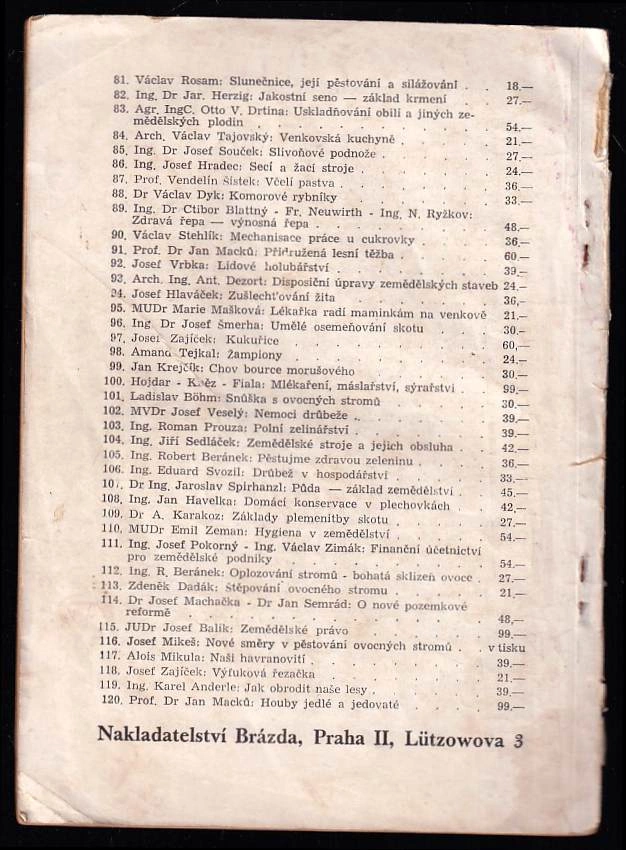 81. Václav Rosam: Slunečnice, její pěstování a silážování . . 18.—
82. Ing. Dr Jar. Herzig: Jakostní seno — základ krmení . 27.—
83. Agr. IngC. Otto V. Drtina: Uskladňování obilí a jiných ze-
mědělských plodin . . . . . . . 54.—
84. Arch. Václav Tajovský: Venkovská kuchyně . . . . 21.—
85. Ing. Dr Josef Souček: Slivoňové podnože . . . . . 27.—
86. Ing. Josef Hradec: Secí a žací stroje . . . . . 24.—
87. Prof. Vendelín Šístek: Včelí pastva . . . . . . 36.—
88. Dr Václav Dyk: Komorové rybníky . . . . . . 33.—
89. Ing. Dr Ctibor Blattný - Fr. Neuwirth - Ing. N. Ryžkov:
Zdravá řepa — výnosná řepa . . . . . . 48.—
90. Václav Stehlík: Mechanisace práce u cukrovky . . . 36,—
91. Prof. Dr Jan Macků: Přidružená lesní těžba . . . . 60.—
92. Josef Vrbka: Lidové holubářství . . . . . . 39.—
93. Arch. Ing. Ant. Dezort: Disposiční úpravy zemědělských staveb 24.—
94. Josef Hlaváček: Zušlechťování žita . . . . . 36,—
95. MUDr Marie Mašková: Lékařka radí maminkám na venkově 21.—
96. Ing. Dr Josef Šmerha: Umělé osemeňování skotu . . . 30.-
97. Josef Zajíček: Kukuřice . . . . . . . 60,—
98. Amand Tejkal: Žampiony . . . . . . . 24.—
99. Jan Krejčík: Chov bource morušového . . . . . 30.—
100. Hojdar - Kněz - Fiala: Mlékaření, máslařství, sýrařství . . 99.—
101. Ladislav Böhm: Snůška s ovocných stromů . . . . 30.—
102. MVDr Josef Veselý: Nemoci drůbeže . . . . . . 39.—
103. Ing. Roman Prouza: Polní zelinářství . . . . . 39.—
104. Ing. Jiří Sedláček: Zemědělské stroje a jejich obsluha . . 42.—
105. Ing. Robert Beránek: Pěstujme zdravou zeleninu . . . 36.—
106. Ing. Eduard Svozil: Drůbež v hospodářství . . . . 33.—
107. Dr Ing. Jaroslav Spirhanzl: Půda — základ zemědělství . . 45.—
108. Ing. Jan Havelka: Domácí konservace v plechovkách . . 42,—
109. Dr A. Karakoz: Základy plemenitby skotu . . . . 27.—
110. MUDr Emil Zeman: Hygiena v zemědělství . . . . 54.—
111. Ing. Josef Pokorný - Ing. Václav Zimák: Finanční účetnictví
pro zemědělské podniky . . . . . . . 54.—
112. Ing. R. Beránek: Oplozování stromů - bohatá sklizeň ovoce . 27.—
113. Zdeněk Dadák: Štěpování ovocného stromu . . . . 21.—
114. Dr Josef Machačka - Dr Jan Semrád: O nové pozemkové
reformě . . . . . . . . . 48,—
115. JUDr Josef Balík: Zemědělské právo . . . . . 99.—
116. Josef Mikeš: Nové směry v pěstování ovocných stromů . v tisku
117. Alois Mikula: Naši havranovití . . . . . . 39.—
118. Josef Zajíček: Výfuková řezačka . . . . . . 21.—
119. Ing. Karel Anderle: Jak obrodit naše lesy . . . . . 39.—
120. Prof. Dr Jan Macků: Houby jedlé a jedovaté . . . . 99.—
Nakladatelství Brázda, Praha II, Lützowova 3